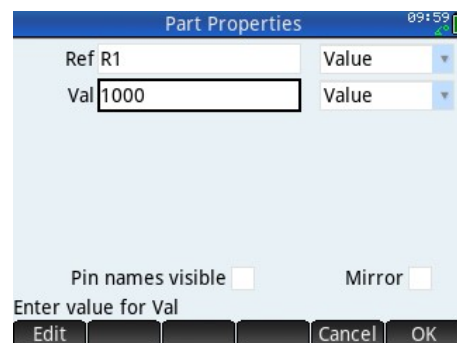 Part Properties 09:59
Ref R1 Value
Val 1000 Value
Pin names visible Mirror
Enter value for Val
Edit Cancel OK